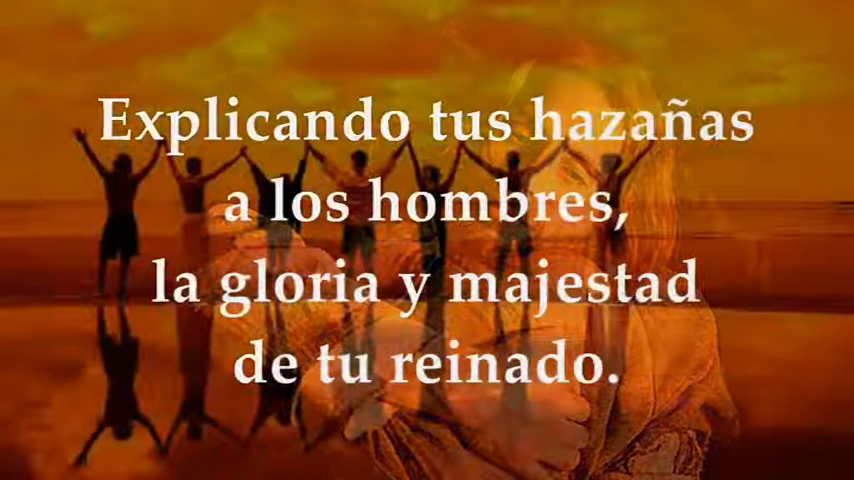 Explicando tus hazañas
a los hombres,
la gloria y majestad
de tu reinado.